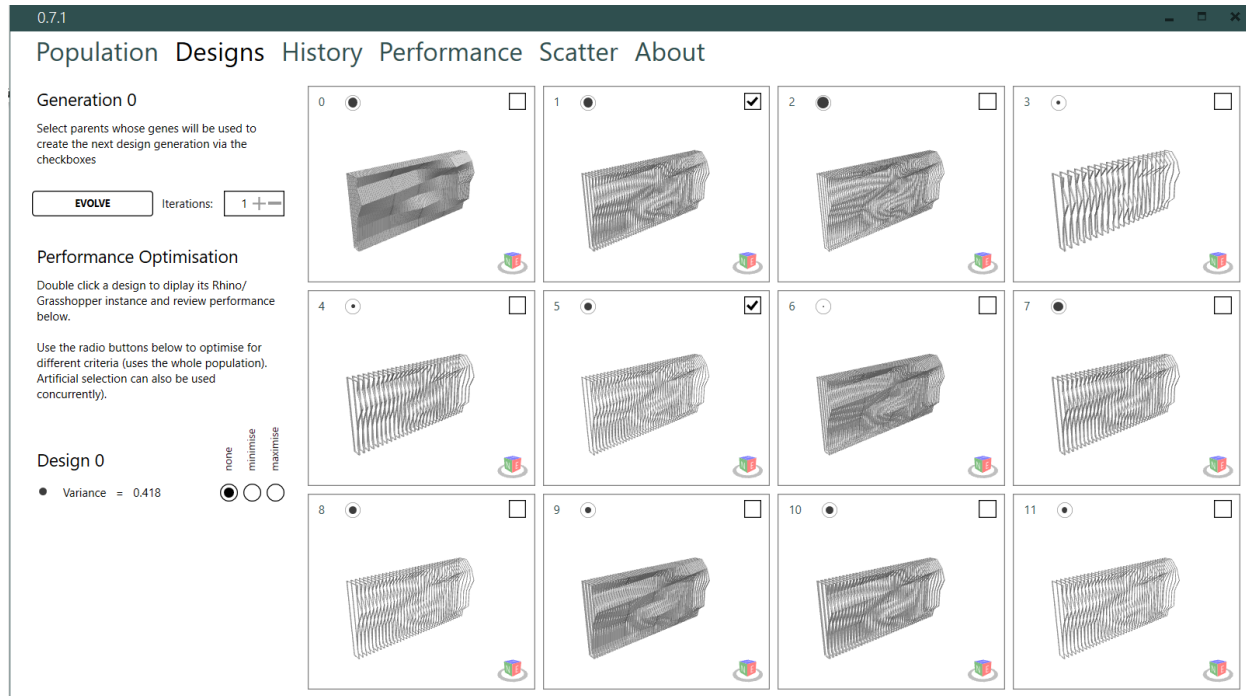 0.7.1
Population Designs History Performance Scatter About
Generation 0
Select parents whose genes will be used to
create the next design generation via the
checkboxes
EVOLVE Iterations: 1
Performance Optimisation
Double click a design to diplay its Rhino/
Grasshopper instance and review performance
below.
Use the radio buttons below to optimise for
different criteria (uses the whole population).
Artificial selection can also be used
concurrently).
Design 0
none
minimise
maximise
Variance = 0.418
0
1
2
3
4
5
6
7
8
9
10
11